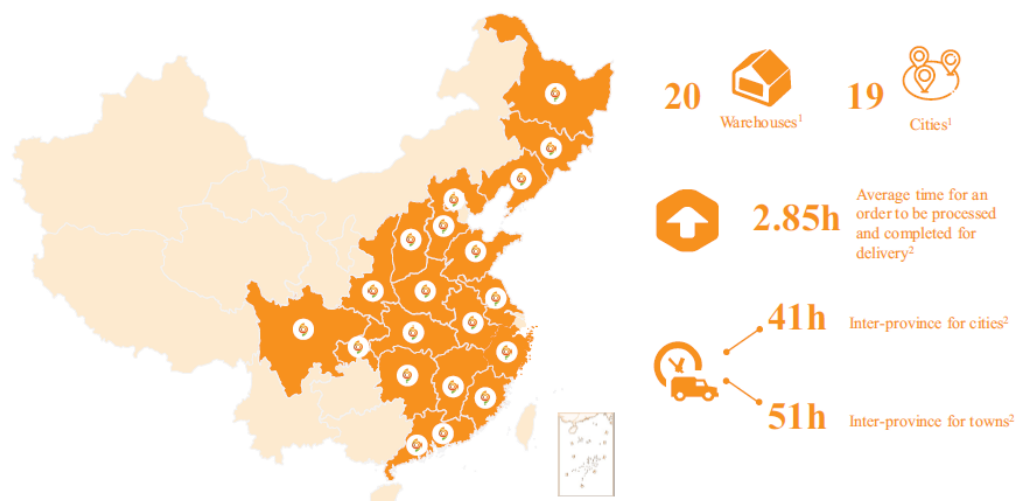 20
Warehouses¹
19
Cities¹
2.85h
Average time for an
order to be processed
and completed for
delivery²
41h
Inter-province for cities²
51h
Inter-province for towns²